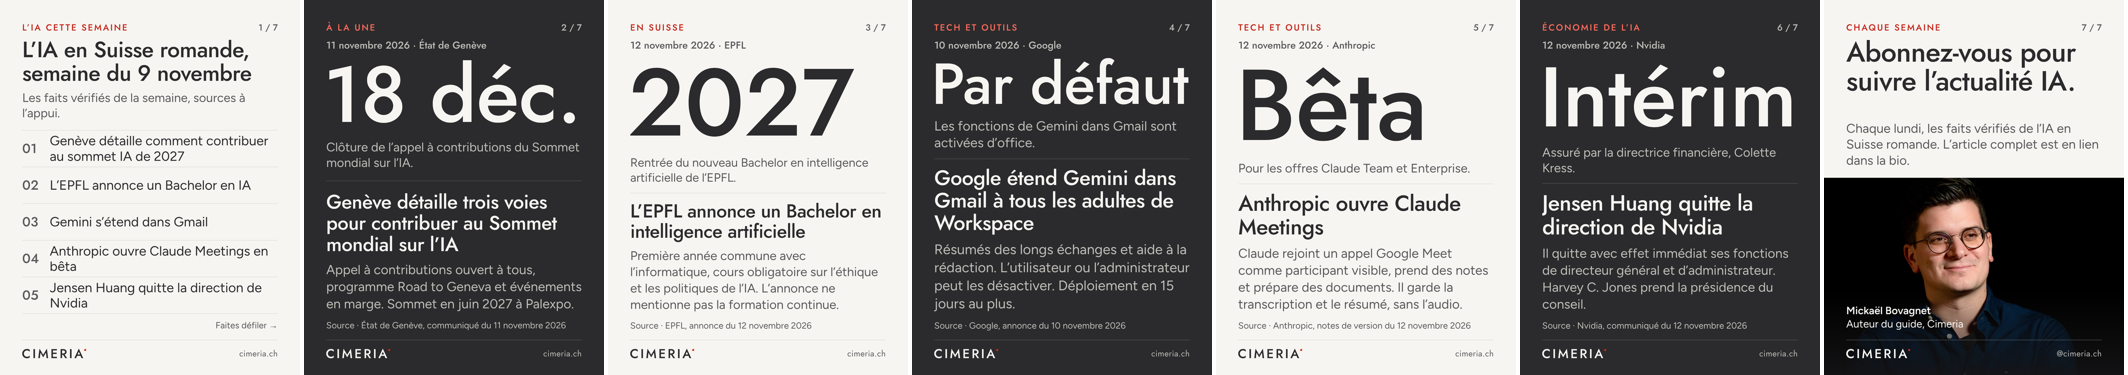 L’IA CETTE SEMAINE
1 / 7
L’IA en Suisse romande,
semaine du 9 novembre
Les faits vérifiés de la semaine, sources à
l’appui.
01 Genève détaille comment contribuer
au sommet IA de 2027
02 L’EPFL annonce un Bachelor en IA
03 Gemini s’étend dans Gmail
04 Anthropic ouvre Claude Meetings en
bêta
05 Jensen Huang quitte la direction de
Nvidia
Faites défiler →
CIMERIA
cimeria.ch
À LA UNE
2 / 7
11 novembre 2026 · État de Genève
18 déc.
Clôture de l’appel à contributions du Sommet
mondial sur l’IA.
Genève détaille trois voies
pour contribuer au Sommet
mondial sur l’IA
Appel à contributions ouvert à tous,
programme Road to Geneva et événements
en marge. Sommet en juin 2027 à Palexpo.
Source · État de Genève, communiqué du 11 novembre 2026
CIMERIA
cimeria.ch
EN SUISSE
3 / 7
12 novembre 2026 · EPFL
2027
Rentrée du nouveau Bachelor en intelligence
artificielle de l’EPFL.
L’EPFL annonce un Bachelor en
intelligence artificielle
Première année commune avec
l’informatique, cours obligatoire sur l’éthique
et les politiques de l’IA. L’annonce ne
mentionne pas la formation continue.
Source · EPFL, annonce du 12 novembre 2026
CIMERIA
cimeria.ch
TECH ET OUTILS
4 / 7
10 novembre 2026 · Google
Par défaut
Les fonctions de Gemini dans Gmail sont
activées d’office.
Google étend Gemini dans
Gmail à tous les adultes de
Workspace
Résumés des longs échanges et aide à la
rédaction. L’utilisateur ou l’administrateur
peut les désactiver. Déploiement en 15
jours au plus.
Source · Google, annonce du 10 novembre 2026
CIMERIA
cimeria.ch
TECH ET OUTILS
5 / 7
12 novembre 2026 · Anthropic
Bêta
Pour les offres Claude Team et Enterprise.
Anthropic ouvre Claude
Meetings
Claude rejoint un appel Google Meet
comme participant visible, prend des notes
et prépare des documents. Il garde la
transcription et le résumé, sans l’audio.
Source · Anthropic, notes de version du 12 novembre 2026
CIMERIA
cimeria.ch
ÉCONOMIE DE L’IA
6 / 7
12 novembre 2026 · Nvidia
Intérim
Assuré par la directrice financière, Colette
Kress.
Jensen Huang quitte la
direction de Nvidia
Il quitte avec effet immédiat ses fonctions
de directeur général et d’administrateur.
Harvey C. Jones prend la présidence du
conseil.
Source · Nvidia, communiqué du 12 novembre 2026
CIMERIA
cimeria.ch
CHAQUE SEMAINE
7 / 7
Abonnez-vous pour
suivre l’actualité IA.
Chaque lundi, les faits vérifiés de l’IA en
Suisse romande. L’article complet est en lien
dans la bio.
Mickaël Bovagnet
Auteur du guide, Cimeria
CIMERIA
@cimeria.ch